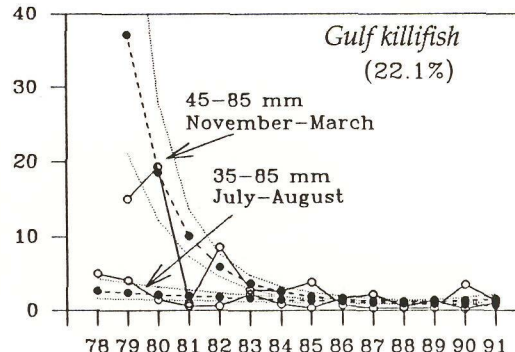 40
Gulf killifish
(22.1%)
30
45-85 mm
November-March
20
35-85 mm
July-August
10
0
78 79 80 81 82 83 84 85 86 87 88 89 90 91